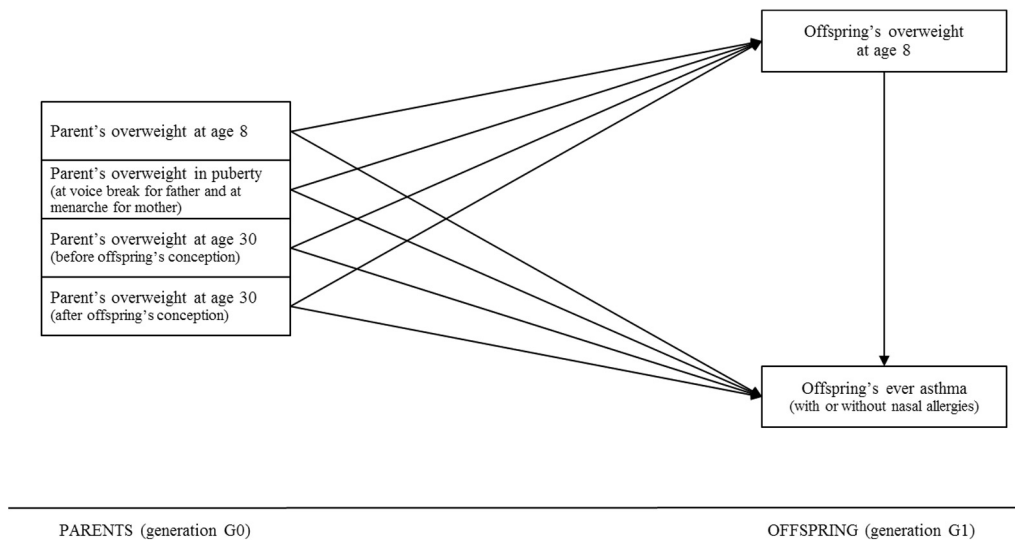 Offspring’s overweight
at age 8
Parent’s overweight at age 8
Parent’s overweight in puberty
(at voice break for father and at
menarche for mother)
Parent’s overweight at age 30
(before offspring’s conception)
Parent’s overweight at age 30
(after offspring’s conception)
Offspring’s ever asthma
(with or without nasal allergies)
PARENTS (generation G0)
OFFSPRING (generation G1)